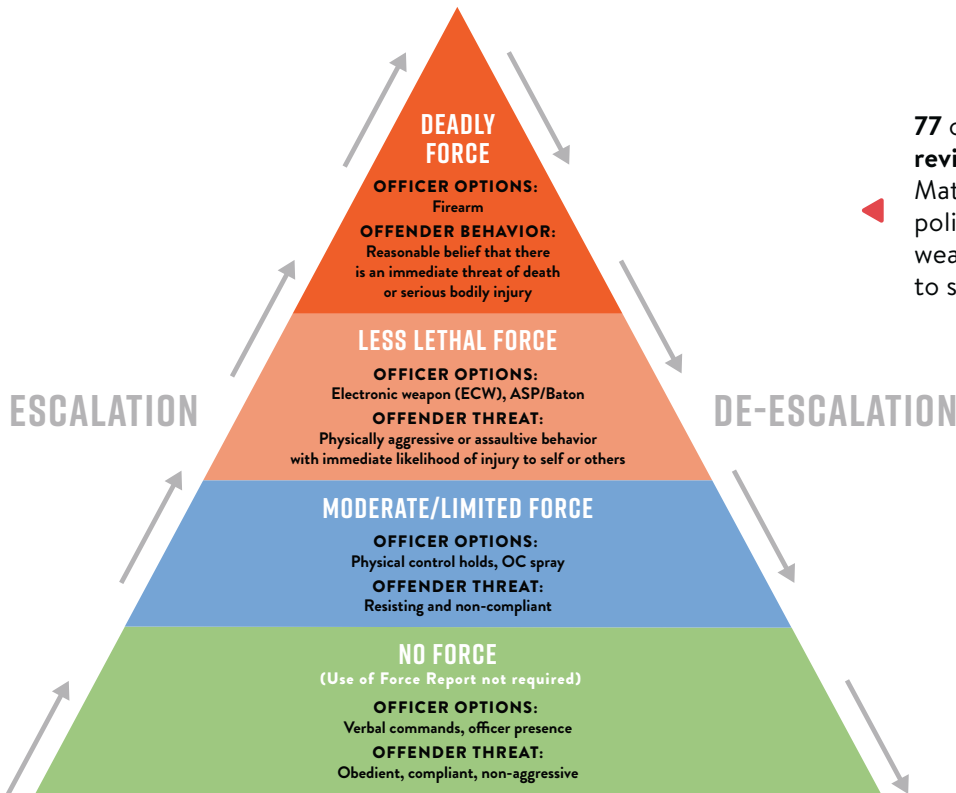 DEADLY
FORCE
OFFICER OPTIONS:
Firearm
OFFENDER BEHAVIOR:
Reasonable belief that there
is an immediate threat of death
or serious bodily injury
LESS LETHAL FORCE
OFFICER OPTIONS:
Electronic weapon (ECW), ASP/Baton
OFFENDER THREAT:
Physically aggressive or assaultive behavior
with immediate likelihood of injury to self or others
MODERATE/LIMITED FORCE
OFFICER OPTIONS:
Physical control holds, OC spray
OFFENDER THREAT:
Resisting and non-compliant
NO FORCE
(Use of Force Report not required)
OFFICER OPTIONS:
Verbal commands, officer presence
OFFENDER THREAT:
Obedient, compliant, non-aggressive
ESCALATION
DE-ESCALATION
77
to